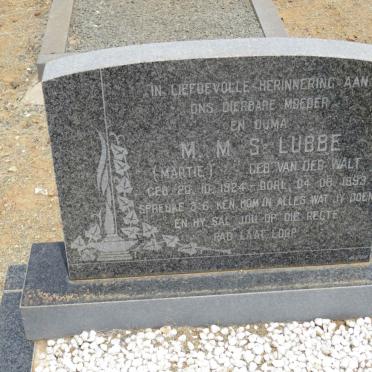 IN LIEFDEVOLLE HERINNERING AAN
ONS DIERBARE MOEDER
EN OUMA
M. M. S. LUBBE
(MARTIE) GEB VAN DER WALT
GEB. 20. 10. 1924 - OORL. 04. 08. 1993
SPREUKE 3:6 KEN HOM IN ALLES WAT JY DOEN
EN HY SAL JOU OP DIE REGTE
PAD LAAT LOOP